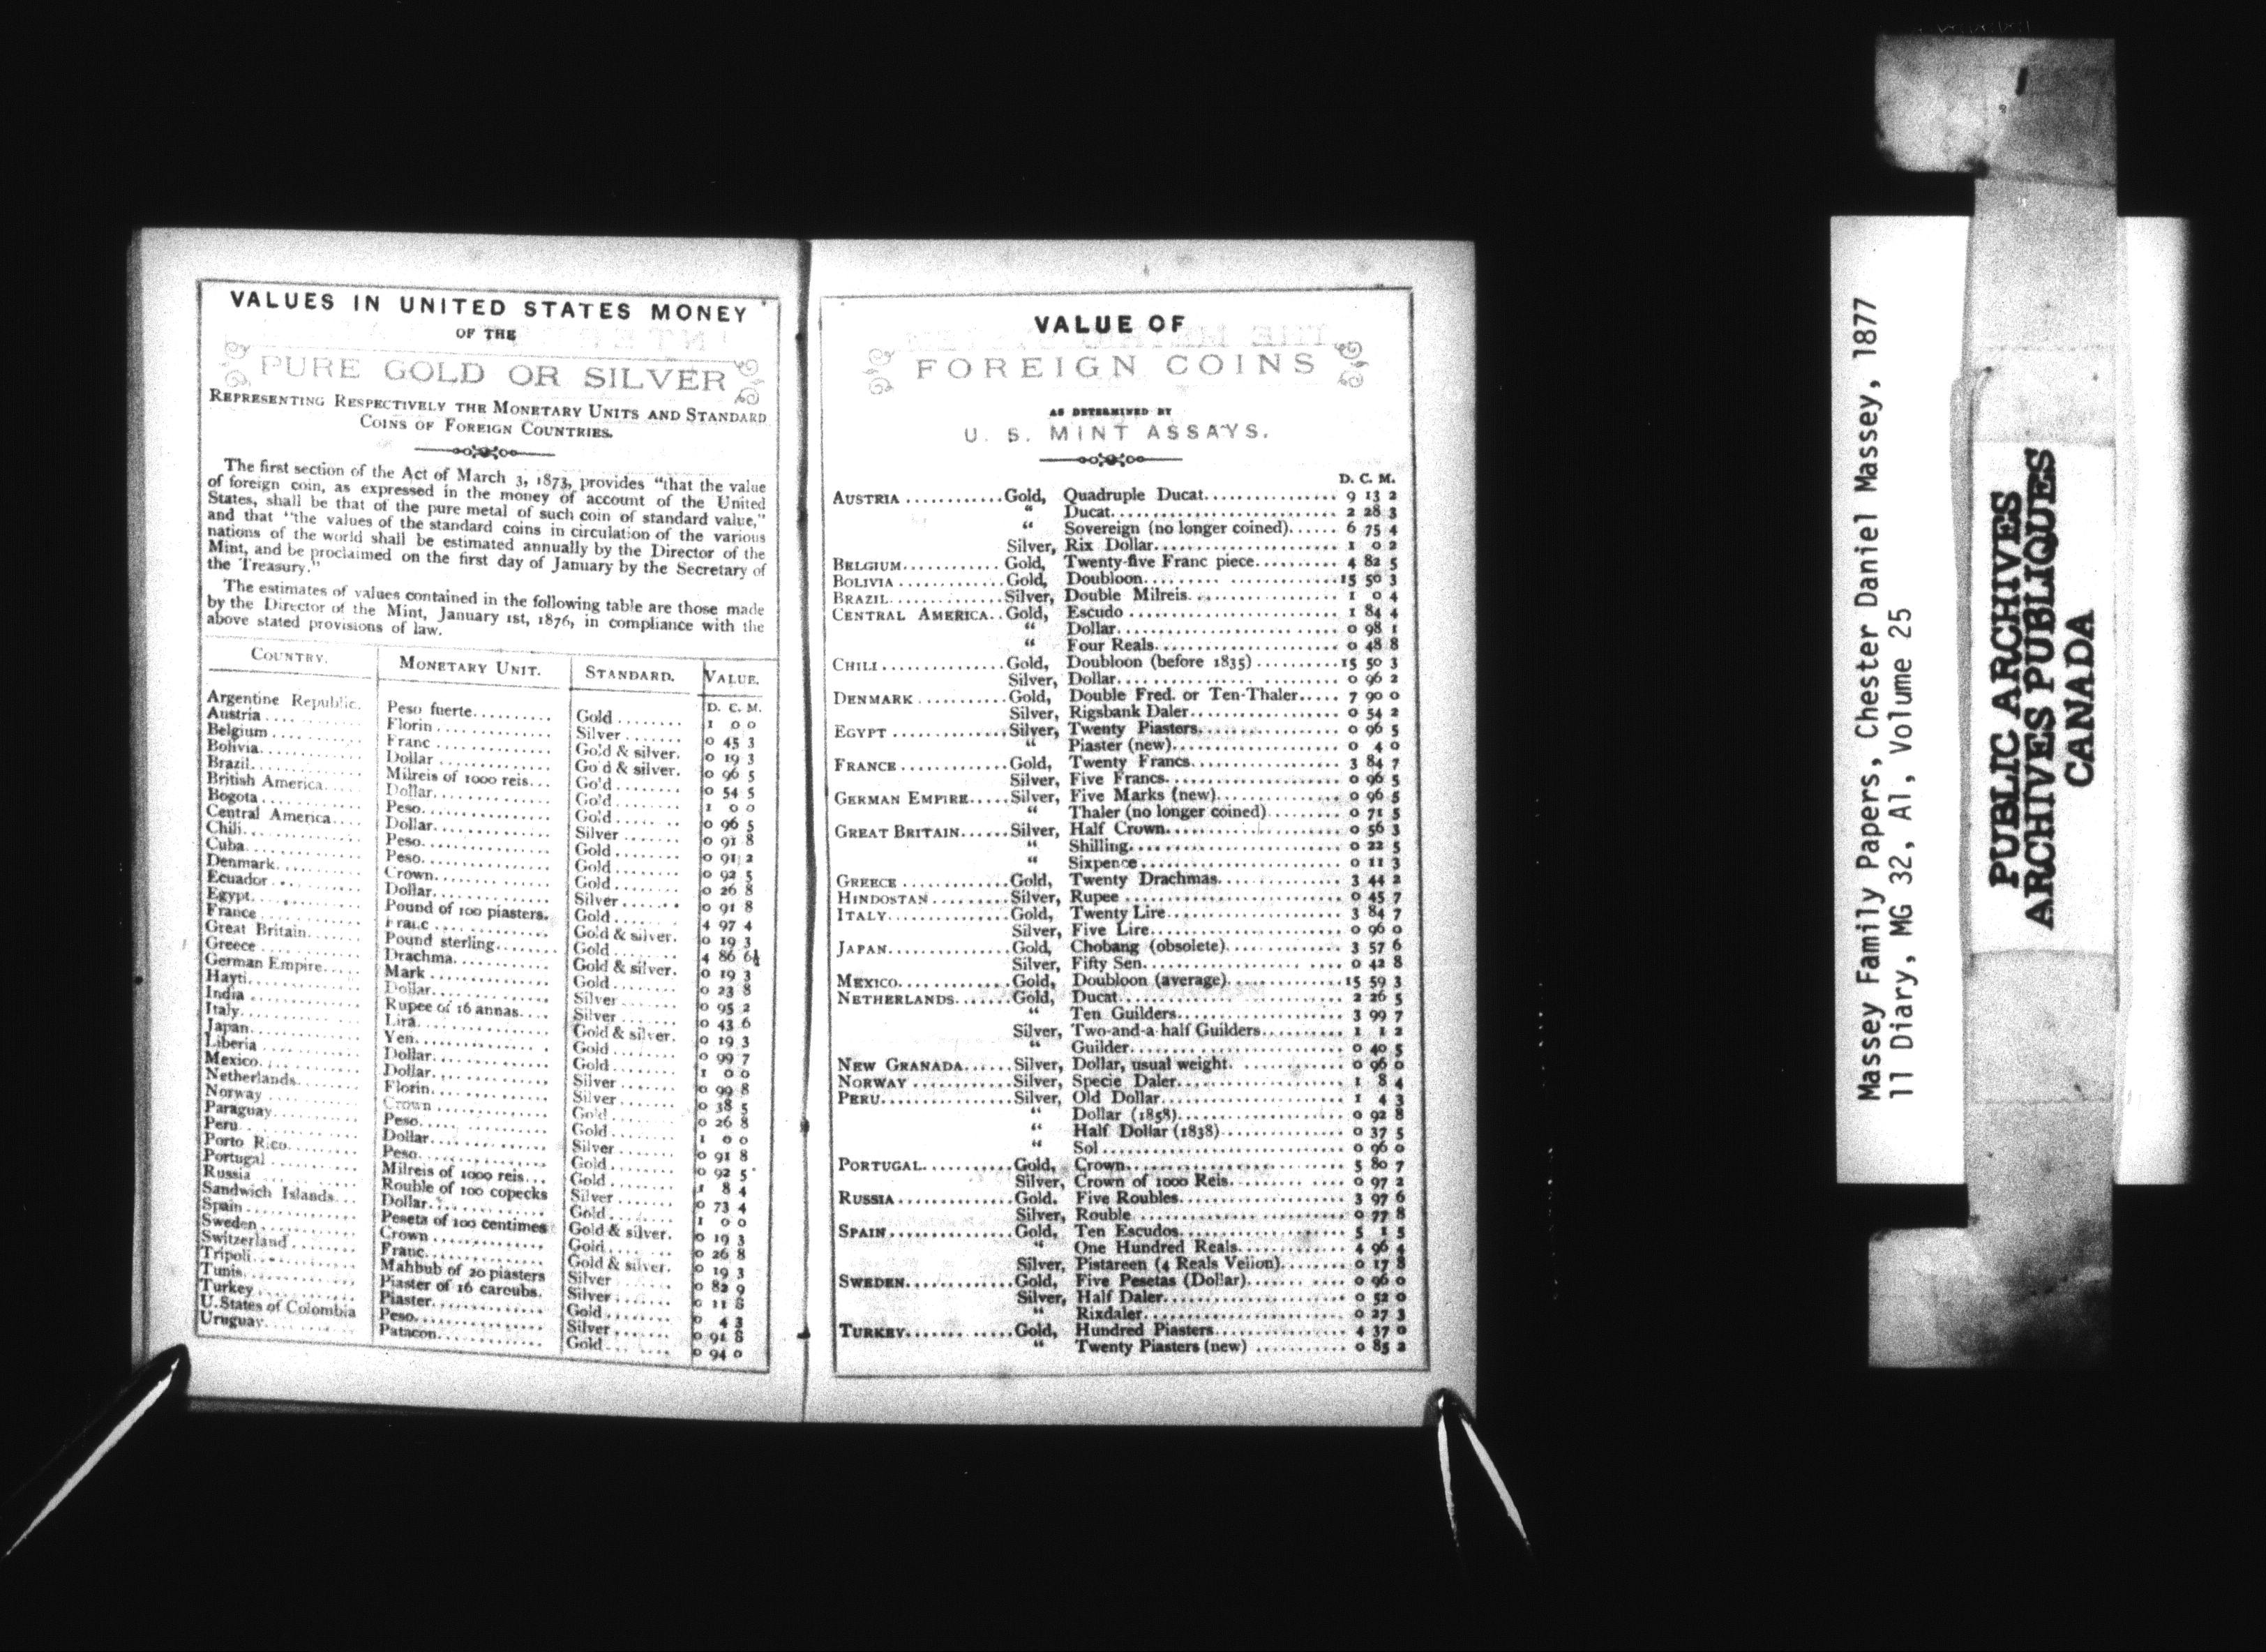 VALUES IN UNITED STATES MONEY
OF THE
PURE GOLD OR SILVER
REPRESENTING RESPECTIVELY THE MONETARY UNITS AND STANDARD
COINS OF FOREIGN COUNTRIES.
The first section of the Act of March 3, 1873, provides "that the value
of foreign coin, as expressed in the money of account of the United
States, shall be that of the pure metal of such coin of standard value,"
and that "the values of the standard coins in circulation of the various
nations of the world shall be estimated annually by the Director of the
Mint, and be proclaimed on the first day of January by the Secretary of
the Treasury."
The estimates of values contained in the following table are those made
by the Director of the Mint, January 1st, 1876, in compliance with the
above stated provisions of law.
COUNTRY. MONETARY UNIT. STANDARD. VALUE.
D. C. M.
Argentine Republic. Peso fuerte.......... Gold ........ 1 0 0
Austria ............ Florin ............ Silver ....... 0 45 3
Belgium ........... Franc ............ Gold & silver. 0 19 3
Bolivia............ Dollar ............ Gold & silver. 0 96 5
Brazil............. Milreis of 1000 reis... Gold ........ 0 54 5
British America.... Dollar............. Gold ........ 1 0 0
Bogota ............ Peso.............. Gold ........ 0 96 5
Central America.... Dollar............. Silver ....... 0 91 8
Chili.............. Peso.............. Gold ........ 0 91 2
Cuba.............. Peso.............. Gold ........ 0 92 5
Denmark........... Crown............. Gold ........ 0 26 8
Ecuador ........... Dollar............. Silver ....... 0 91 8
Egypt............. Pound of 100 piasters. Gold ........ 4 97 4
France ............ Franc ............ Gold & silver. 0 19 3
Great Britain....... Pound sterling........ Gold ........ 4 86 6½
Greece ............ Drachma............ Gold & silver. 0 19 3
German Empire..... Mark ............. Gold ........ 0 23 8
Hayti............. Dollar............. Silver ....... 0 95 2
India ............. Rupee of 16 annas.... Silver ....... 0 43 6
Italy.............. Lira............... Gold & silver. 0 19 3
Japan............. Yen............... Gold ........ 0 99 7
Liberia ............ Dollar............. Gold ........ 1 0 0
Mexico............ Dollar............. Silver ....... 0 99 8
Netherlands......... Florin............. Silver ....... 0 38 5
Norway ............ Crown ............ Gold ........ 0 26 8
Paraguay........... Peso.............. Gold ........ 1 0 0
Peru.............. Dollar............. Silver ....... 0 91 8
Porto Rico......... Peso.............. Gold ........ 0 92 5
Portugal ........... Milreis of 1000 reis... Gold ........ 1 8 4
Russia ............ Rouble of 100 copecks Silver ....... 0 73 4
Sandwich Islands... Dollar............. Gold ........ 1 0 0
Spain ............. Peseta of 100 centimes Gold & silver. 0 19 3
Sweden ............ Crown ............ Gold ........ 0 26 8
Switzerland ........ Franc............. Gold & silver. 0 19 3
Tripoli............ Mahbub of 20 piasters Silver ....... 0 82 9
Tunis............. Piaster of 16 caroubs. Silver ....... 0 11 8
Turkey............ Piaster............ Gold ........ 0 4 3
U. States of Colombia Peso.............. Silver ....... 0 91 8
Uruguay........... Patacon............ Gold ........ 0 94 0
VALUE OF
FOREIGN COINS
AS DETERMINED BY
U. S. MINT ASSAYS.
D. C. M.
AUSTRIA ............Gold, Quadruple Ducat................ 9 13 2
" Ducat............................ 2 28 3
" Sovereign (no longer coined)...... 6 75 4
Silver, Rix Dollar....................... 1 0 2
BELGIUM............ Gold, Twenty-five Franc piece.......... 4 82 5
BOLIVIA ............. Gold, Doubloon....................... 15 50 3
BRAZIL..............Silver, Double Milreis................... 1 0 4
CENTRAL AMERICA..Gold, Escudo .......................... 1 84 4
" Dollar........................... 0 98 1
" Four Reals........................ 0 48 8
CHILI...............Gold, Doubloon (before 1835) ..........15 50 3
Silver, Dollar........................... 0 96 2
DENMARK ...........Gold, Double Fred. or Ten-Thaler..... 7 90 0
Silver, Rigsbank Daler................... 0 54 2
EGYPT ..............Silver, Twenty Piasters.................. 0 96 5
" Piaster (new)..................... 0 4 0
FRANCE .............Gold, Twenty Francs.................. 3 84 7
Silver, Five Francs...................... 0 96 5
GERMAN EMPIRE.....Silver, Five Marks (new)................ 0 96 5
" Thaler (no longer coined)......... 0 71 5
GREAT BRITAIN......Silver, Half Crown...................... 0 56 3
" Shilling........................... 0 22 5
" Sixpence ......................... 0 11 3
GREECE .............Gold, Twenty Drachmas............... 3 44 2
HINDOSTAN ..........Silver, Rupee ........................... 0 45 7
ITALY...............Gold, Twenty Lire..................... 3 84 7
Silver, Five Lire......................... 0 96 0
JAPAN...............Gold, Chobang (obsolete).............. 3 57 6
Silver, Fifty Sen......................... 0 42 8
MEXICO..............Gold, Doubloon (average)..............15 59 3
NETHERLANDS.......Gold, Ducat........................... 2 26 5
" Ten Guilders...................... 3 99 7
Silver, Two-and-a-half Guilders.......... 1 1 2
" Guilder........................... 0 40 5
NEW GRANADA......Silver, Dollar, usual weight.............. 0 96 0
NORWAY ............Silver, Specie Daler..................... 1 8 4
PERU................Silver, Old Dollar....................... 1 4 3
" Dollar (1858)...................... 0 92 8
" Half Dollar (1838)................. 0 37 5
" Sol ............................... 0 96 0
PORTUGAL...........Gold, Crown.......................... 5 80 7
Silver, Crown of 1000 Reis............... 0 97 2
RUSSIA .............Gold. Five Roubles.................... 3 97 6
Silver, Rouble .......................... 0 77 8
SPAIN...............Gold, Ten Escudos..................... 5 1 5
" One Hundred Reals............... 4 96 4
Silver, Pistareen (4 Reals Vellon)........ 0 17 8
SWEDEN.............Gold, Five Pesetas (Dollar)............ 0 96 0
Silver, Half Daler....................... 0 52 0
" Rixdaler.......................... 0 27 3
TURKEY.............Gold, Hundred Piasters................ 4 37 0
" Twenty Piasters (new) ........... 0 85 2
Massey Family Papers, Chester Daniel Massey, 1877
11 Diary, MG 32, A1, Volume 25
PUBLIC ARCHIVES
ARCHIVES PUBLIQUES
CANADA